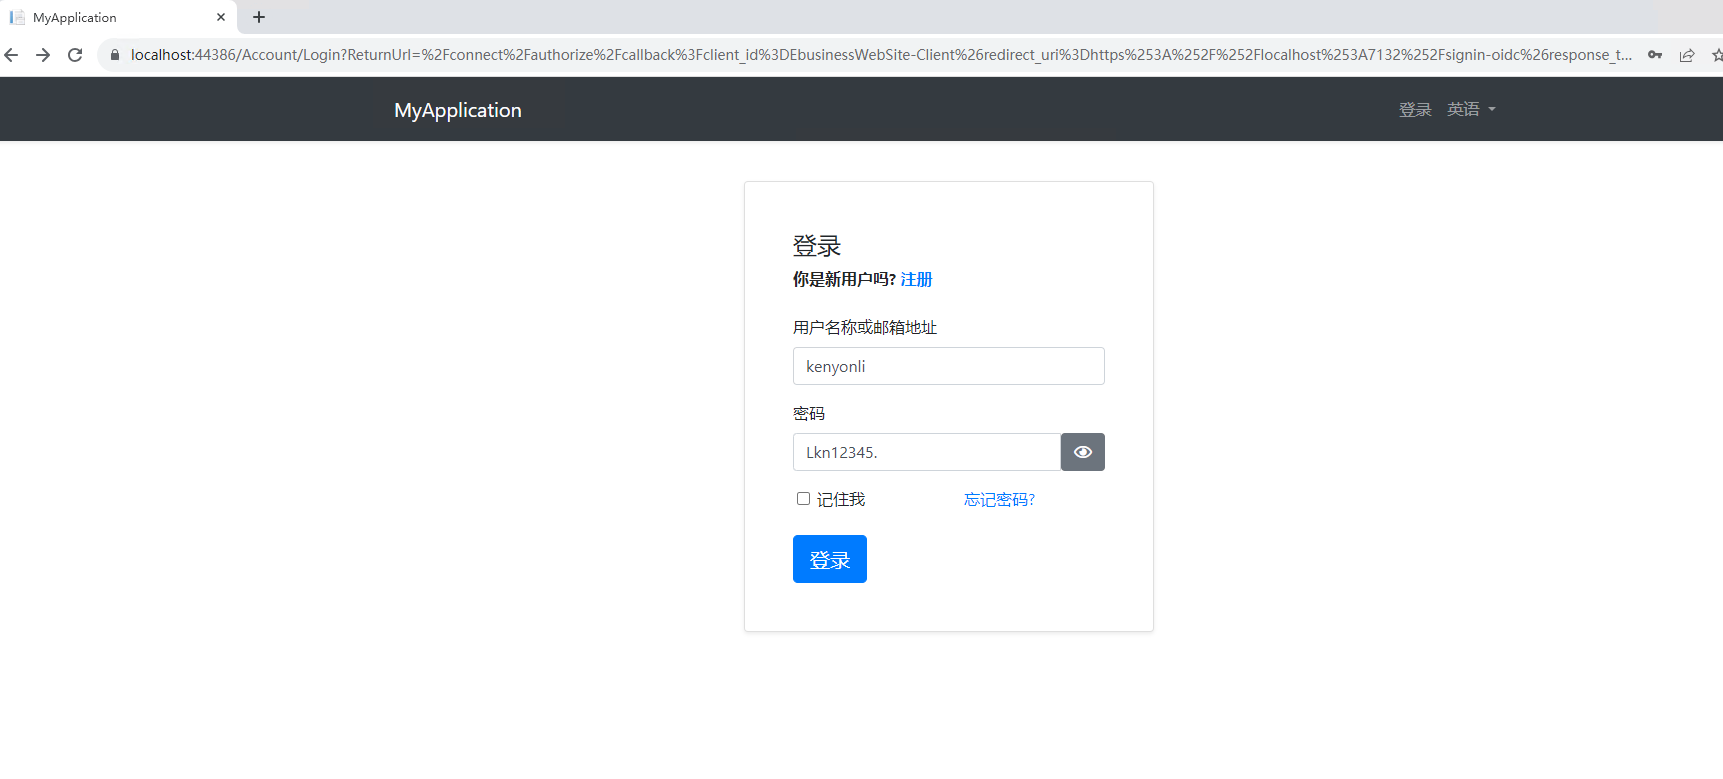 MyApplication
localhost:44386/Account/Login?ReturnUrl=%2Fconnect%2Fauthorize%2Fcallback%3Fclient_id%3DEbusinessWebSite-Client%26redirect_uri%3Dhttps%253A%252F%252Flocalhost%253A7132%252Fsignin-oidc%26response_t...
MyApplication 登录 英语
登录
你是新用户吗? 注册
用户名称或邮箱地址
kenyonli
密码
Lkn12345.
记住我 忘记密码?
登录